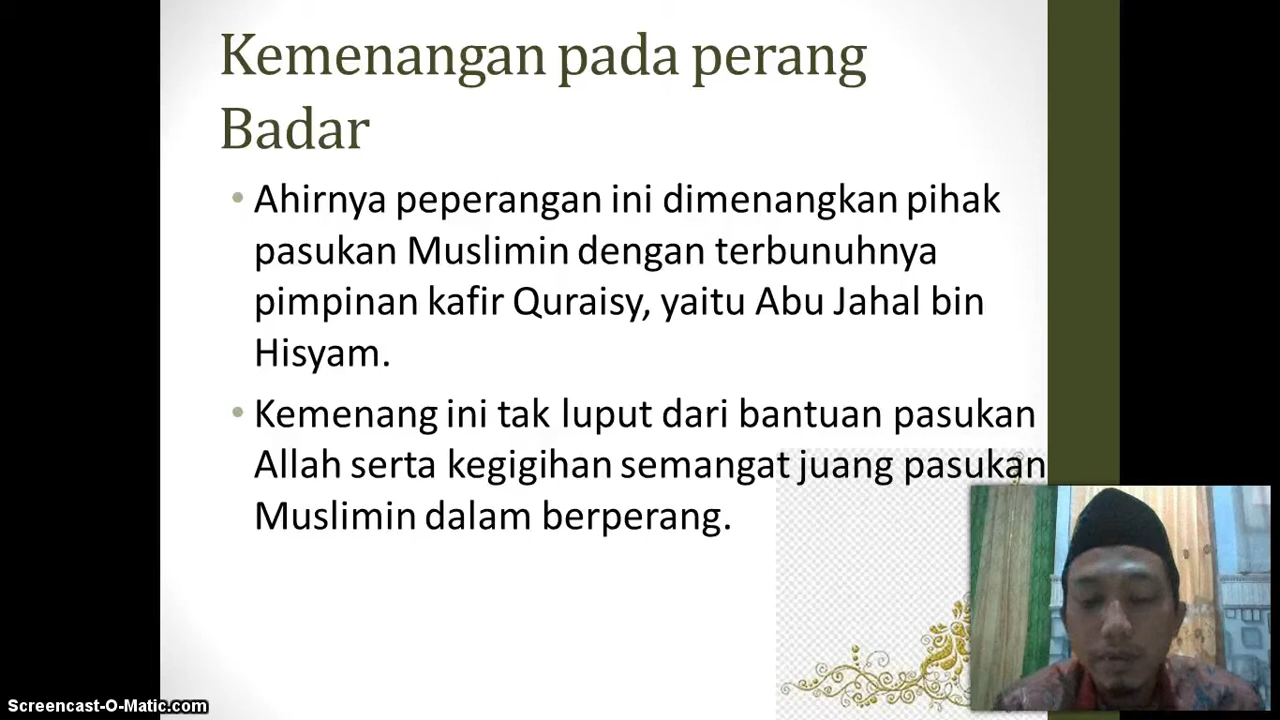 Kemenangan pada perang
Badar
• Ahirnya peperangan ini dimenangkan pihak
pasukan Muslimin dengan terbunuhnya
pimpinan kafir Quraisy, yaitu Abu Jahal bin
Hisyam.
• Kemenang ini tak luput dari bantuan pasukan
Allah serta kegigihan semangat juang pasukan
Muslimin dalam berperang.
Screencast-O-Matic.com